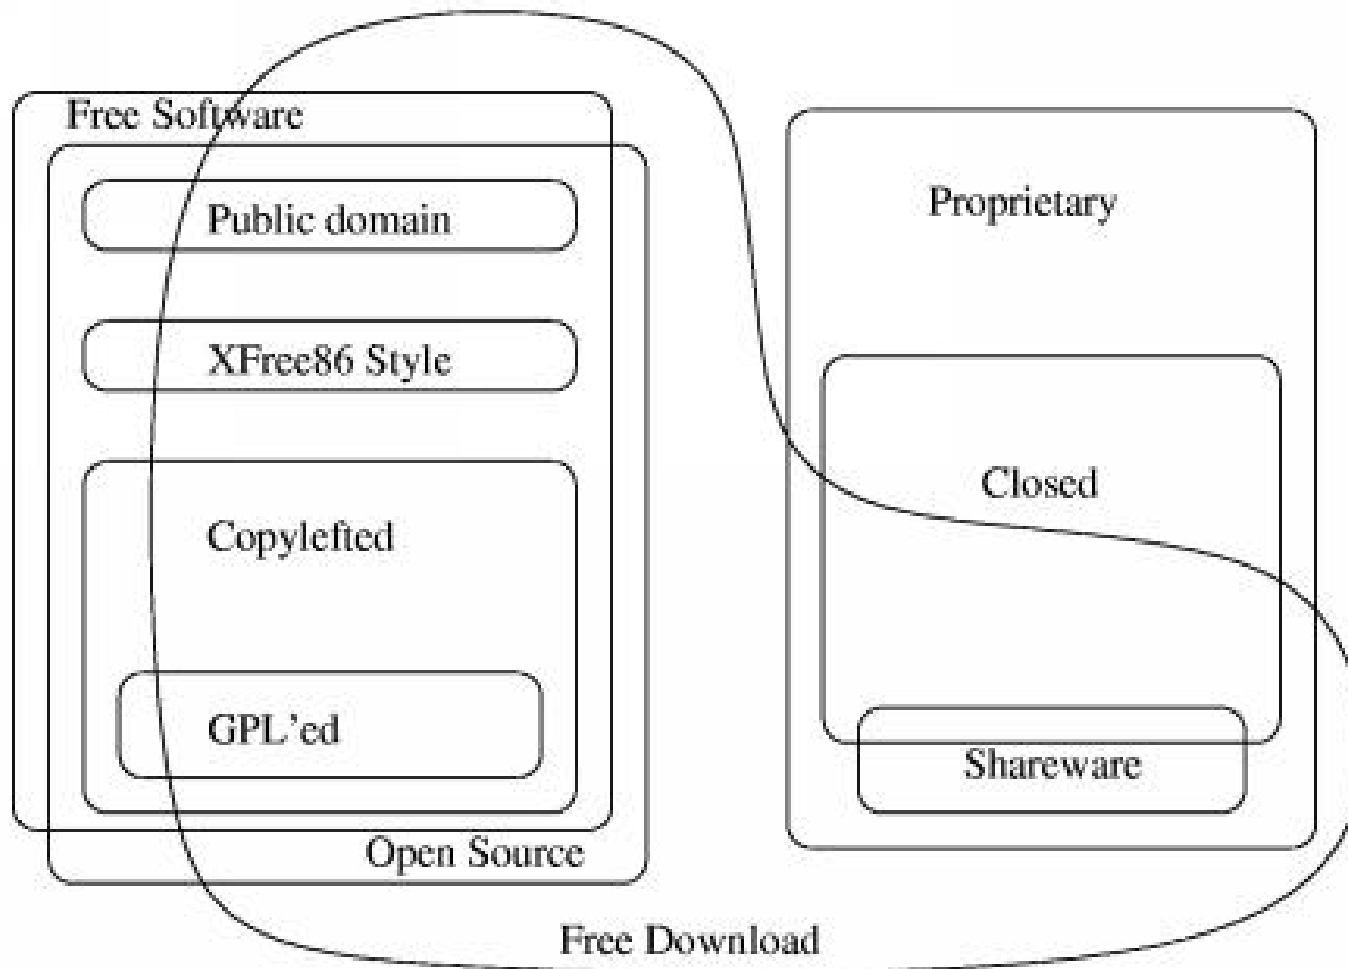 Free Software
Public domain
XFree86 Style
Copylefted
GPL'ed
Open Source
Proprietary
Closed
Shareware
Free Download